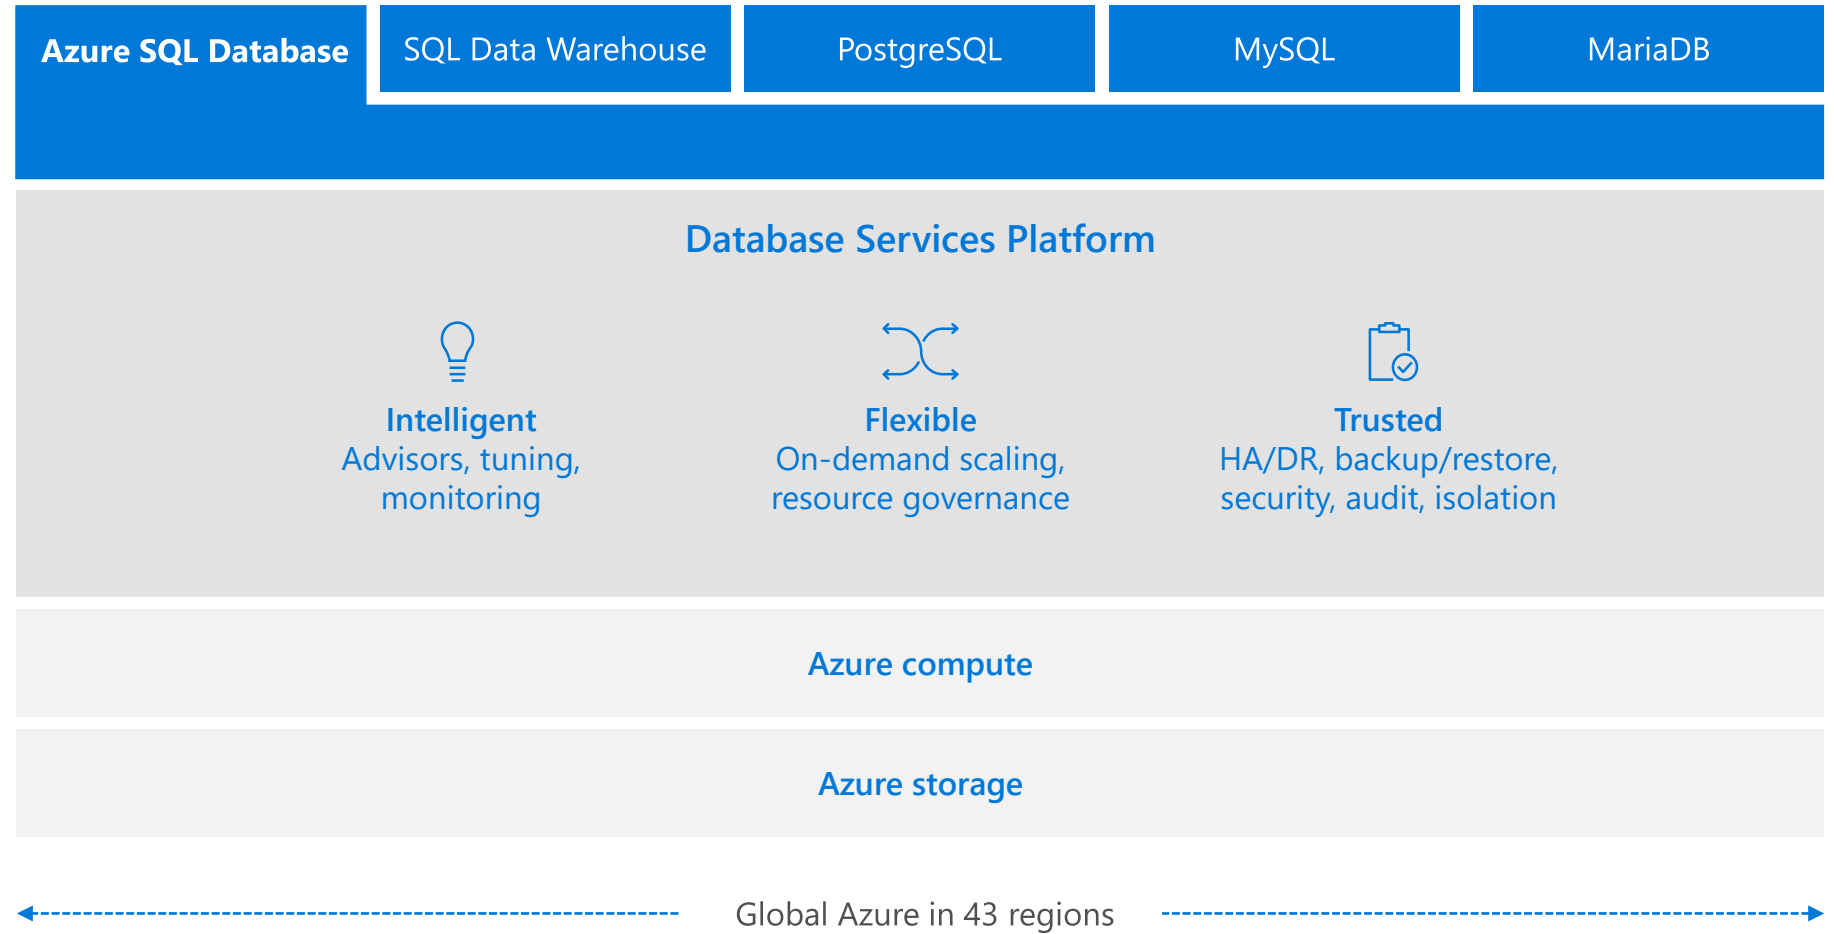 Azure SQL Database
SQL Data Warehouse
PostgreSQL
MySQL
MariaDB
Database Services Platform
Intelligent
Advisors, tuning,
monitoring
Flexible
On-demand scaling,
resource governance
Trusted
HA/DR, backup/restore,
security, audit, isolation
Azure compute
Azure storage
Global Azure in 43 regions